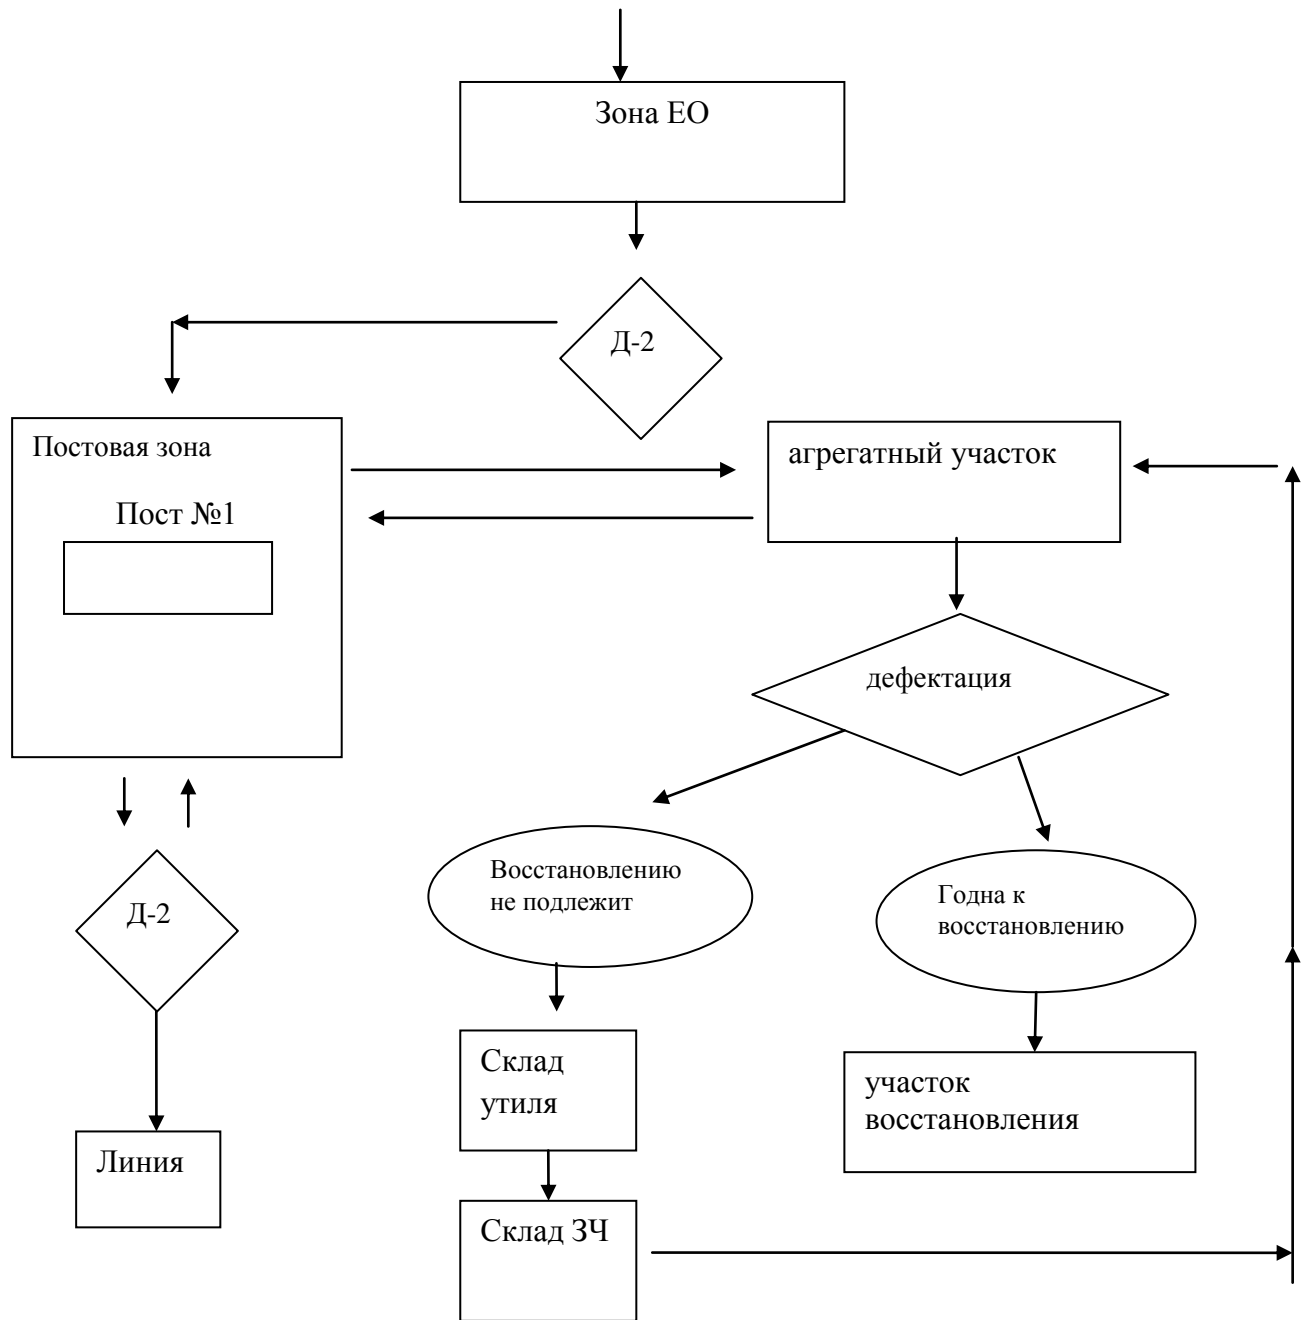 Зона ЕО
Д-2
Постовая зона
Пост №1
агрегатный участок
дефектация
Восстановлению
не подлежит
Годна к
восстановлению
Д-2
Склад
утиля
участок
восстановления
Линия
Склад ЗЧ